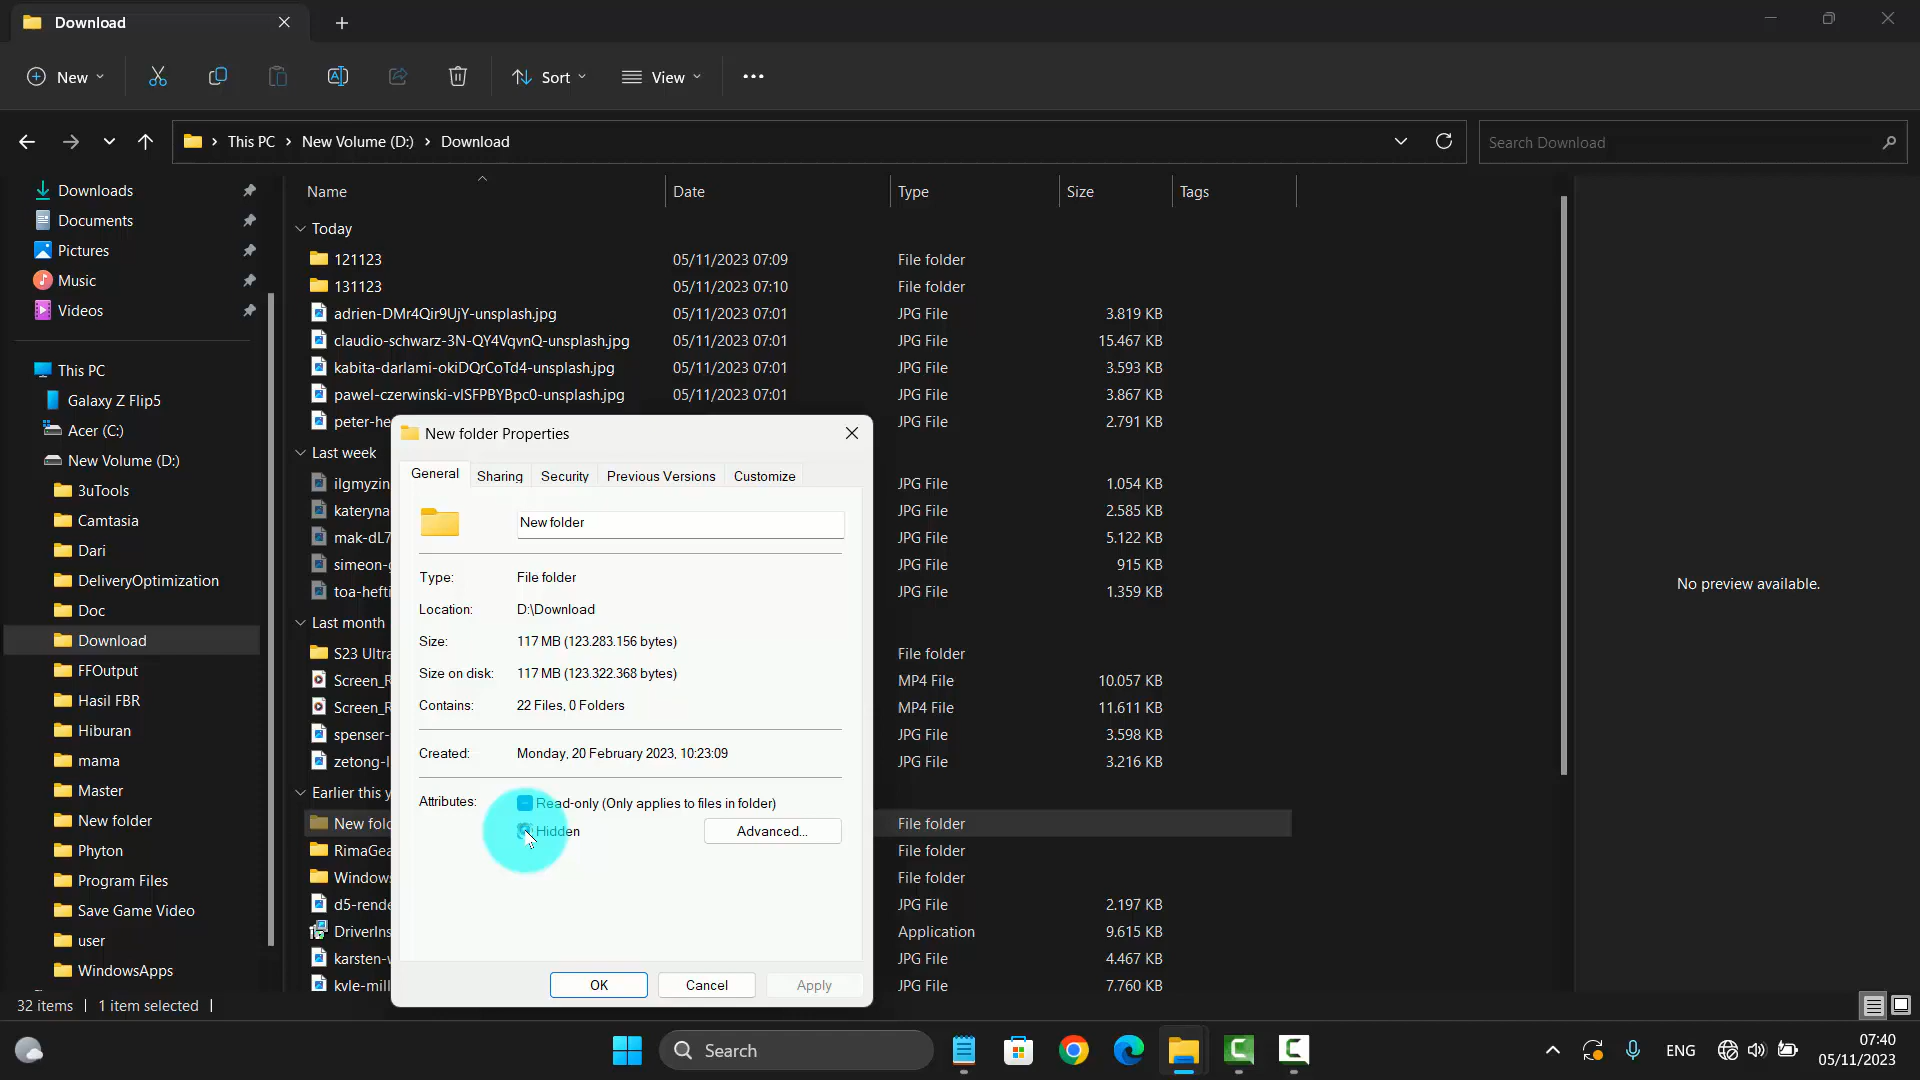 Download
New
Sort
View
This PC > New Volume (D:) > Download
Search Download
Downloads
Documents
Pictures
Music
Videos
This PC
Galaxy Z Flip5
Acer (C:)
New Volume (D:)
3uTools
Camtasia
Dari
DeliveryOptimization
Doc
Download
FFOutput
Hasil FBR
Hiburan
mama
Master
New folder
Phyton
Program Files
Save Game Video
user
WindowsApps
Name Date Type Size Tags
Today
121123 05/11/2023 07:09 File folder
131123 05/11/2023 07:10 File folder
adrien-DMr4Qir9UjY-unsplash.jpg 05/11/2023 07:01 JPG File 3.819 KB
claudio-schwarz-3N-QY4VqvnQ-unsplash.jpg 05/11/2023 07:01 JPG File 15.467 KB
kabita-darlami-okiDQrCoTd4-unsplash.jpg 05/11/2023 07:01 JPG File 3.593 KB
pawel-czerwinski-vISFPBYBpc0-unsplash.jpg 05/11/2023 07:01 JPG File 3.867 KB
peter-he JPG File 2.791 KB
Last week
ilgmyzin JPG File 1.054 KB
kateryna JPG File 2.585 KB
mak-dL7 JPG File 5.122 KB
simeon- JPG File 915 KB
toa-hefti JPG File 1.359 KB
Last month
S23 Ultra File folder
Screen_R MP4 File 10.057 KB
Screen_R MP4 File 11.611 KB
spenser- JPG File 3.598 KB
zetong-l JPG File 3.216 KB
Earlier this y
New fol File folder
RimaGea File folder
Window File folder
d5-rende JPG File 2.197 KB
DriverIns Application 9.615 KB
karsten- JPG File 4.467 KB
kyle-mill JPG File 7.760 KB
New folder Properties
General Sharing Security Previous Versions Customize
New folder
Type: File folder
Location: D:\Download
Size: 117 MB (123.283.156 bytes)
Size on disk: 117 MB (123.322.368 bytes)
Contains: 22 Files, 0 Folders
Created: Monday, 20 February 2023, 10:23:09
Attributes: Read-only (Only applies to files in folder)
Hidden Advanced...
OK Cancel Apply
No preview available.
32 items | 1 item selected |
Search
ENG
07:40
05/11/2023